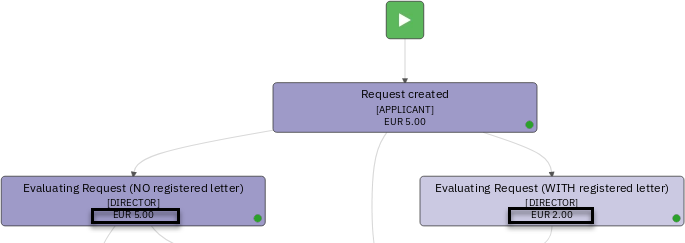 Request created
[APPLICANT]
EUR 5.00
Evaluating Request (NO registered letter)
[DIRECTOR]
EUR 5.00
Evaluating Request (WITH registered letter)
[DIRECTOR]
EUR 2.00